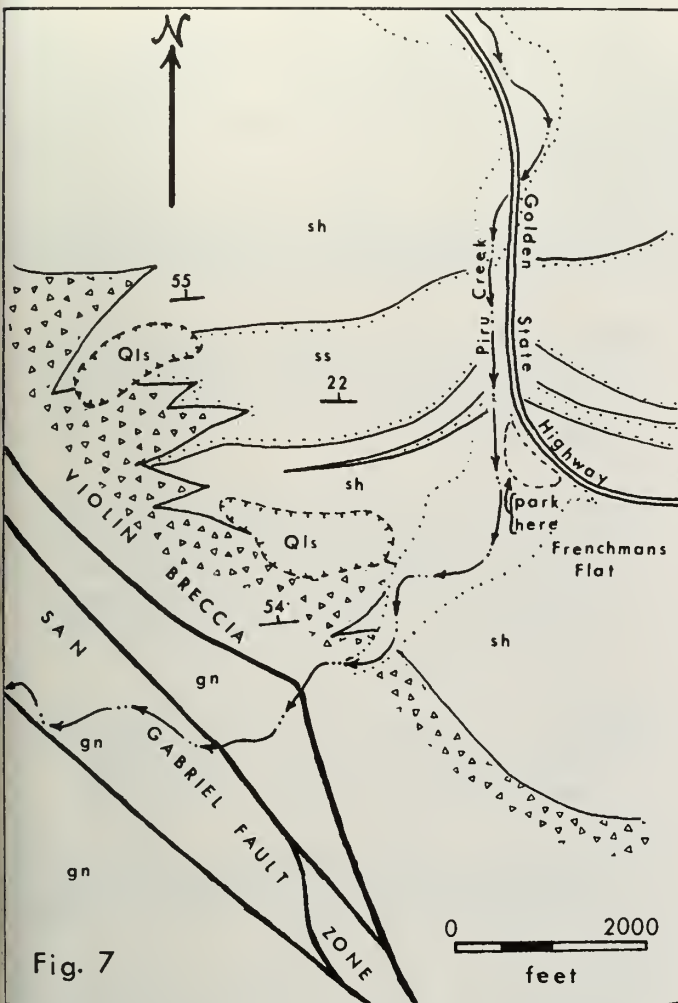 N
sh
55
Qls
ss
22
Piru Creek
Golden State Highway
sh
Qls
park
here
Frenchmans
Flat
VIOLIN BRECCIA
54
sh
gn
SAN GABRIEL FAULT ZONE
gn
gn
0 2000
feet
Fig. 7